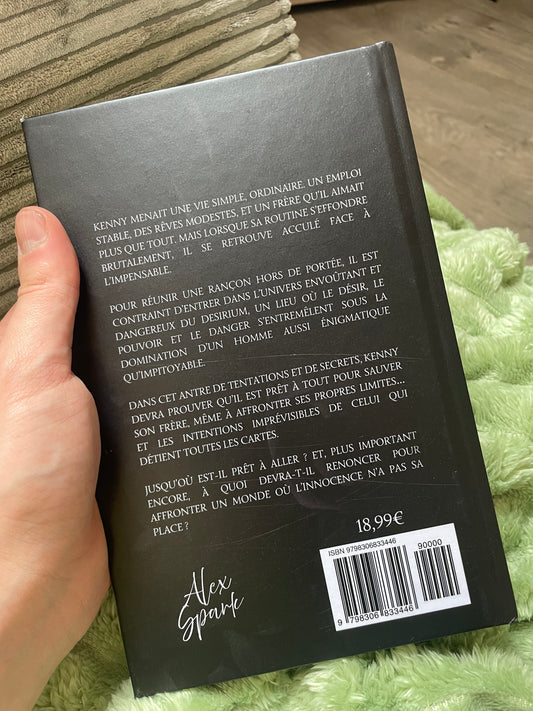 KENNY MENAIT UNE VIE SIMPLE, ORDINAIRE. UN EMPLOI
STABLE, DES RÊVES MODESTES, ET UN FRÈRE QU'IL AIMAIT
PLUS QUE TOUT. MAIS LORSQUE SA ROUTINE S'EFFONDRE
BRUTALEMENT, IL SE RETROUVE ACCULÉ FACE À
L'IMPENSABLE.
POUR RÉUNIR UNE RANÇON HORS DE PORTÉE, IL EST
CONTRAINT D'ENTRER DANS L'UNIVERS ENVOÛTANT ET
DANGEREUX DU DESIRIUM, UN LIEU OÙ LE DÉSIR, LE
POUVOIR ET LE DANGER S'ENTREMÊLENT SOUS LA
DOMINATION D'UN HOMME AUSSI ÉNIGMATIQUE
QU'IMPITOYABLE.
DANS CET ANTRE DE TENTATIONS ET DE SECRETS, KENNY
DEVRA PROUVER QU'IL EST PRÊT À TOUT POUR SAUVER
SON FRÈRE, MÊME À AFFRONTER SES PROPRES LIMITES...
ET LES INTENTIONS IMPRÉVISIBLES DE CELUI QUI
DÉTIENT TOUTES LES CARTES.
JUSQU'OÙ EST-IL PRÊT À ALLER ? ET, PLUS IMPORTANT
ENCORE, À QUOI DEVRA-T-IL RENONCER POUR
AFFRONTER UN MONDE OÙ L'INNOCENCE N'A PAS SA
PLACE ?
18,99€
ISBN 9798306833446
90000
9 798306 833446
Alex
Spark